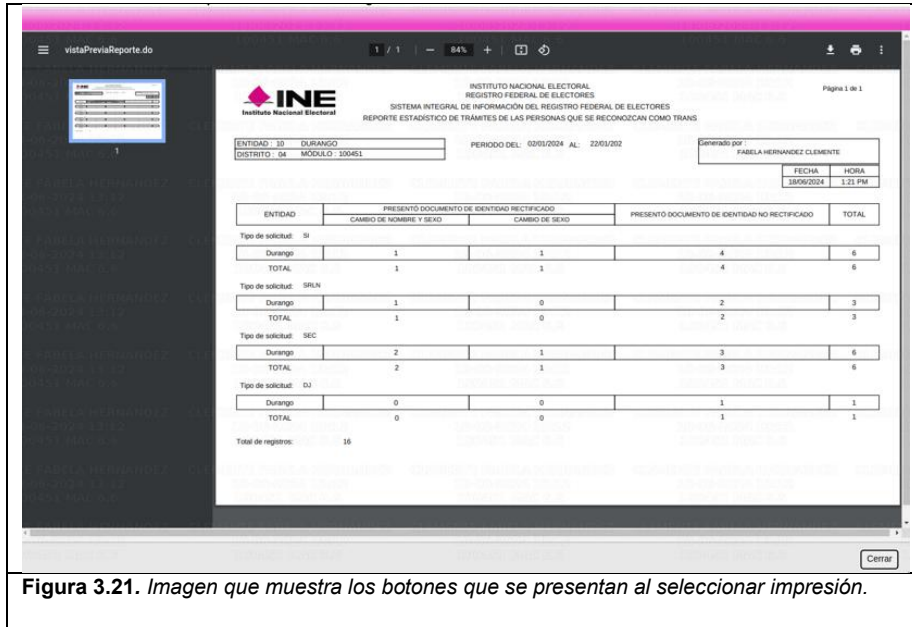 vistaPreviaReporte.do
1 / 1
84%
1
INE
Instituto Nacional Electoral
INSTITUTO NACIONAL ELECTORAL
REGISTRO FEDERAL DE ELECTORES
SISTEMA INTEGRAL DE INFORMACIÓN DEL REGISTRO FEDERAL DE ELECTORES
REPORTE ESTADÍSTICO DE TRÁMITES DE LAS PERSONAS QUE SE RECONOZCAN COMO TRANS
Página 1 de 1
ENTIDAD : 10 DURANGO
DISTRITO : 04 MÓDULO : 100451
PERIODO DEL: 02/01/2024 AL: 22/01/202
Generado por :
FABELA HERNANDEZ CLEMENTE
FECHA HORA
18/06/2024 1:21 PM
ENTIDAD PRESENTÓ DOCUMENTO DE IDENTIDAD RECTIFICADO PRESENTÓ DOCUMENTO DE IDENTIDAD NO RECTIFICADO TOTAL
CAMBIO DE NOMBRE Y SEXO CAMBIO DE SEXO
Tipo de solicitud: SI
Durango 1 1 4 6
TOTAL 1 1 4 6
Tipo de solicitud: SRLN
Durango 1 0 2 3
TOTAL 1 0 2 3
Tipo de solicitud: SEC
Durango 2 1 3 6
TOTAL 2 1 3 6
Tipo de solicitud: DJ
Durango 0 0 1 1
TOTAL 0 0 1 1
Total de registros: 16
Cerrar
Figura 3.21. Imagen que muestra los botones que se presentan al seleccionar impresión.